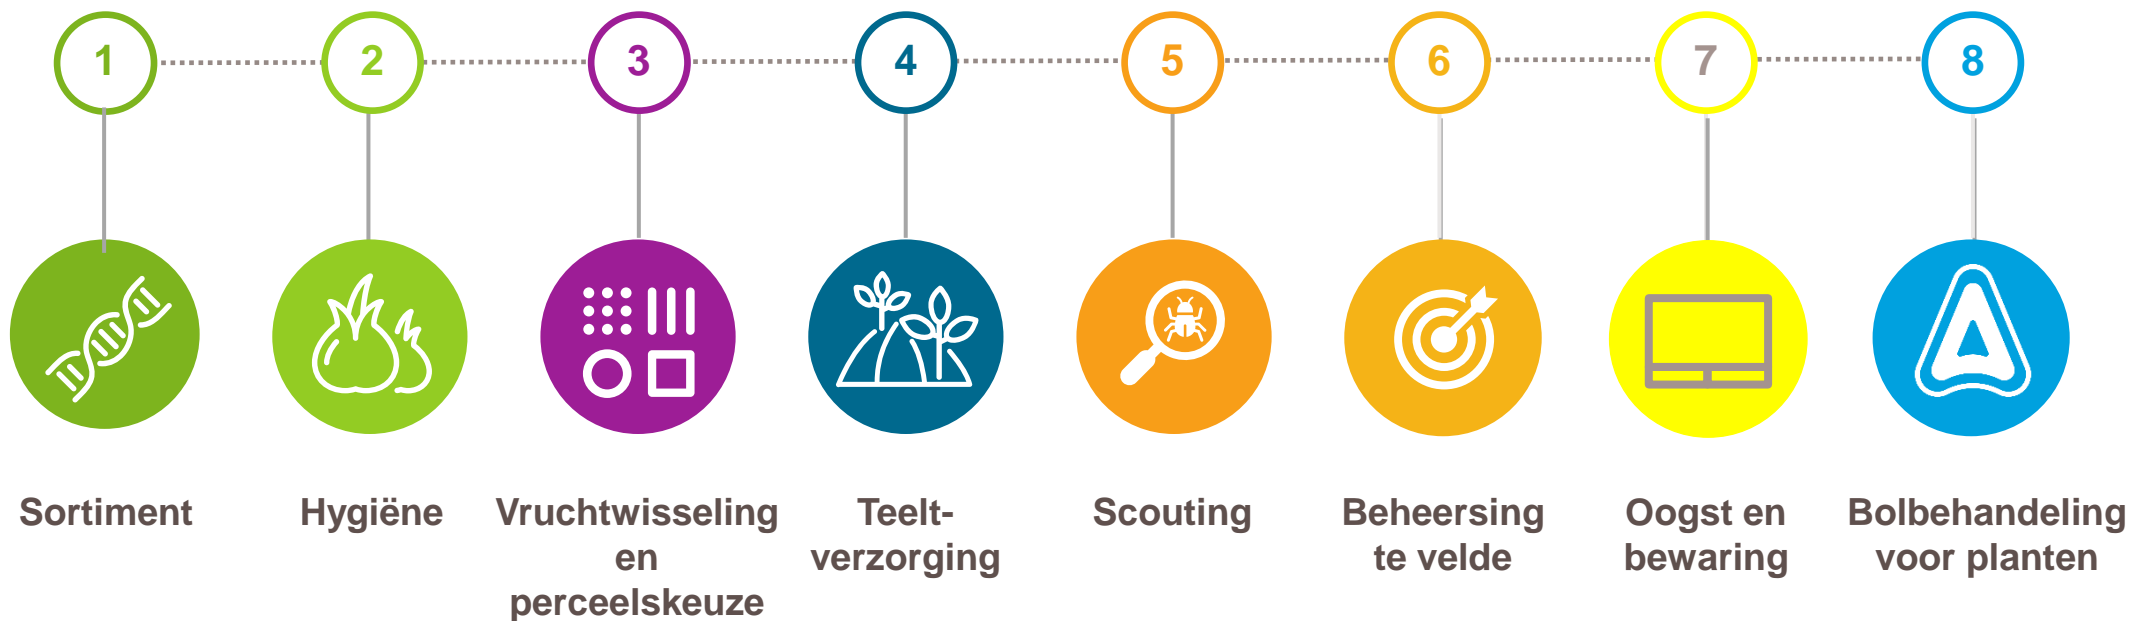 1
2
3
4
5
6
7
8
Sortiment
Hygiëne
Vruchtwisseling
en
perceelskeuze
Teelt-
verzorging
Scouting
Beheersing
te velde
Oogst en
bewaring
Bolbehandeling
voor planten